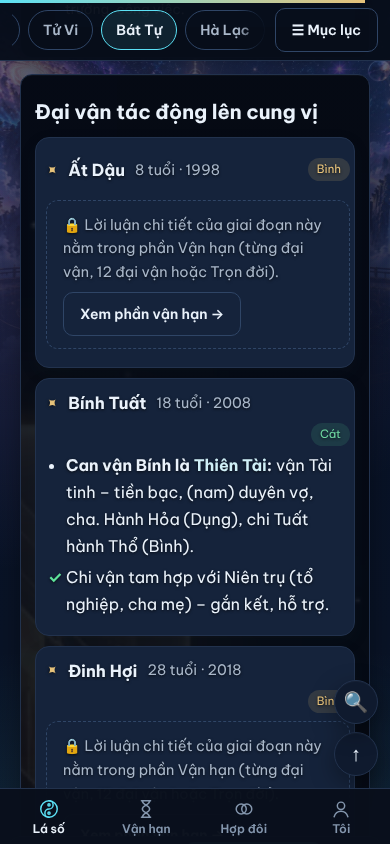 Tử Vi
Bát Tự
Hà Lạc
☰ Mục lục
Đại vận tác động lên cung vị
Ất Dậu 8 tuổi · 1998
Bình
🔒 Lời luận chi tiết của giai đoạn này
nằm trong phần Vận hạn (từng đại
vận, 12 đại vận hoặc Trọn đời).
Xem phần vận hạn →
Bính Tuất 18 tuổi · 2008
Cát
• Can vận Bính là Thiên Tài: vận Tài
tinh – tiền bạc, (nam) duyên vợ,
cha. Hành Hỏa (Dụng), chi Tuất
hành Thổ (Bình).
✓ Chi vận tam hợp với Niên trụ (tổ
nghiệp, cha mẹ) – gắn kết, hỗ trợ.
Đinh Hợi 28 tuổi · 2018
🔒 Lời luận chi tiết của giai đoạn này
nằm trong phần Vận hạn (từng đại
Lá số
Vận hạn
Hợp đôi
Tôi